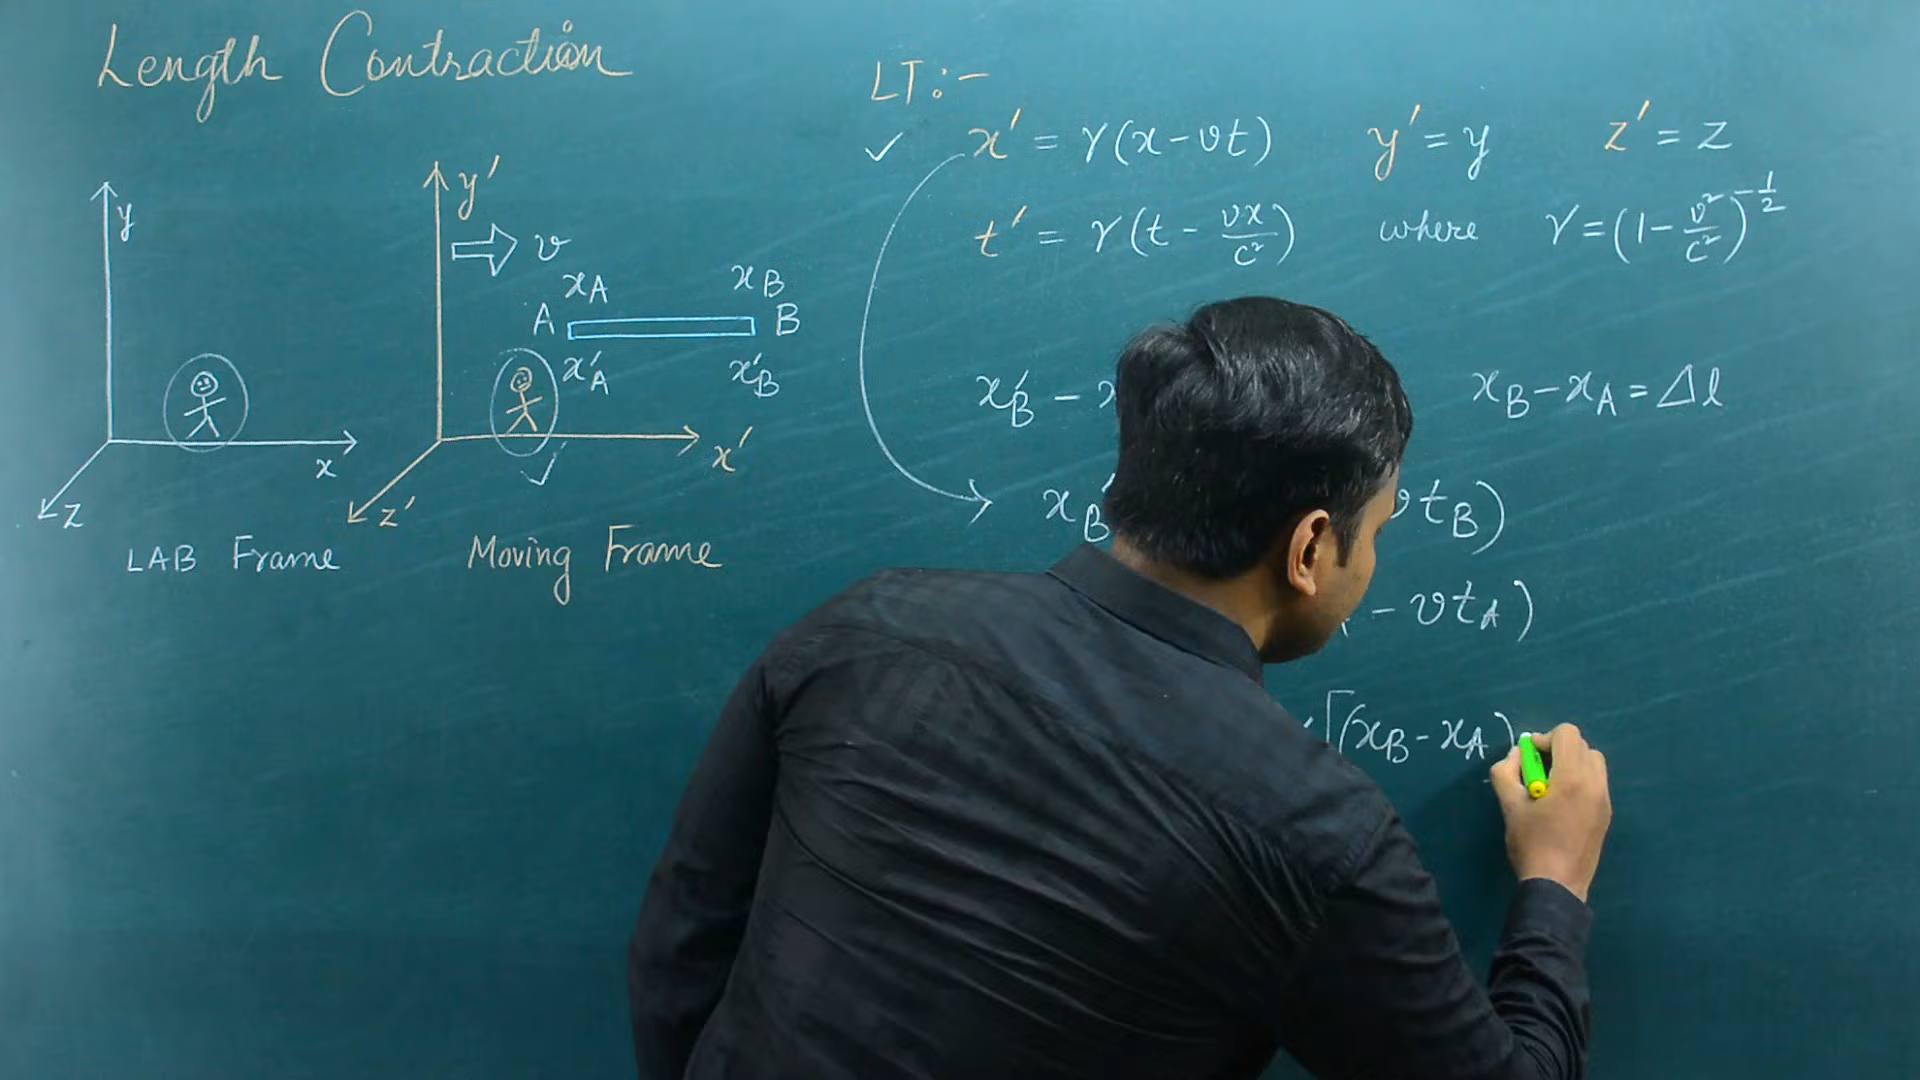 Length Contraction
y
x
z
LAB Frame
y'
v
x_A x_B
A B
x'_A x'_B
x'
z'
Moving Frame
LT:-
✓ x' = γ(x-vt) y' = y z' = z
t' = γ(t - vx/c²) where γ = (1 - v²/c²)^(-1/2)
x'_B - x_B - x_A = Δl
x_B v t_B)
- v t_A)
[(x_B - x_A)